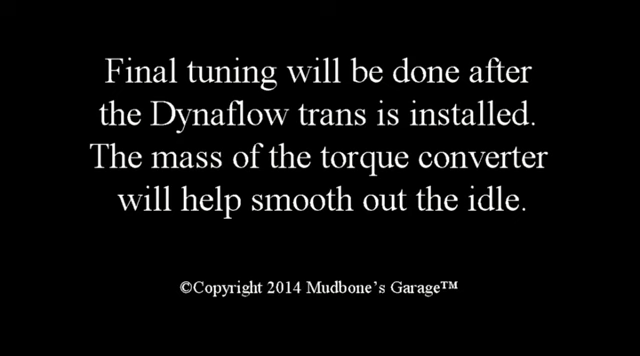 Final tuning will be done after
the Dynaflow trans is installed.
The mass of the torque converter
will help smooth out the idle.
©Copyright 2014 Mudbone's Garage™